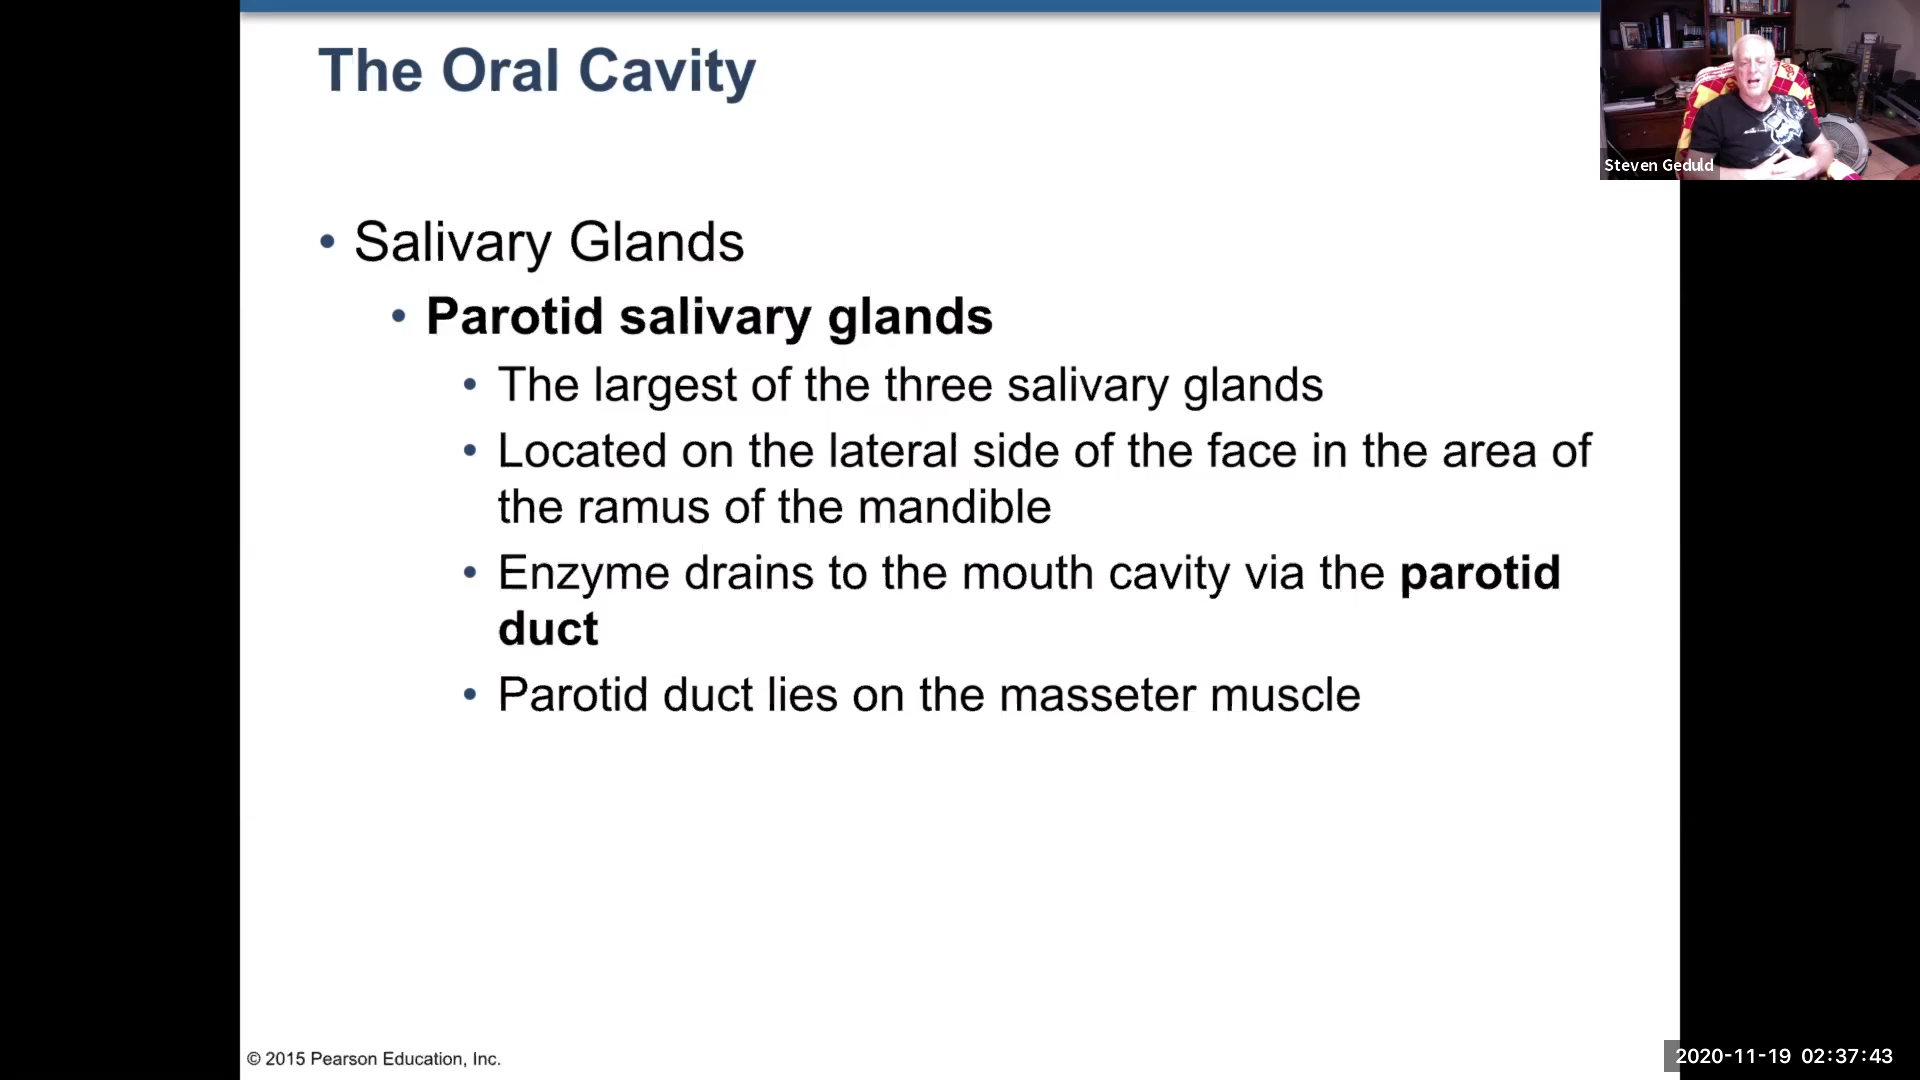 The Oral Cavity
Steven Geduld
• Salivary Glands
• Parotid salivary glands
• The largest of the three salivary glands
• Located on the lateral side of the face in the area of
the ramus of the mandible
• Enzyme drains to the mouth cavity via the parotid
duct
• Parotid duct lies on the masseter muscle
© 2015 Pearson Education, Inc.
2020-11-19 02:37:43